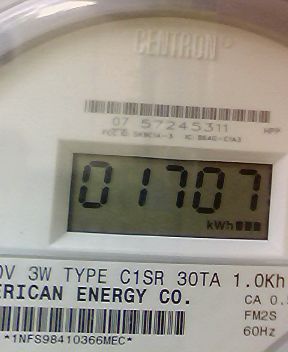 CENTRON®
07 57245311 HPP
01707
kWh
0V 3W TYPE C1SR 30TA 1.0Kh
ERICAN ENERGY CO.
CA 0.
FM2S
*1NFS98410366MEC*
60Hz